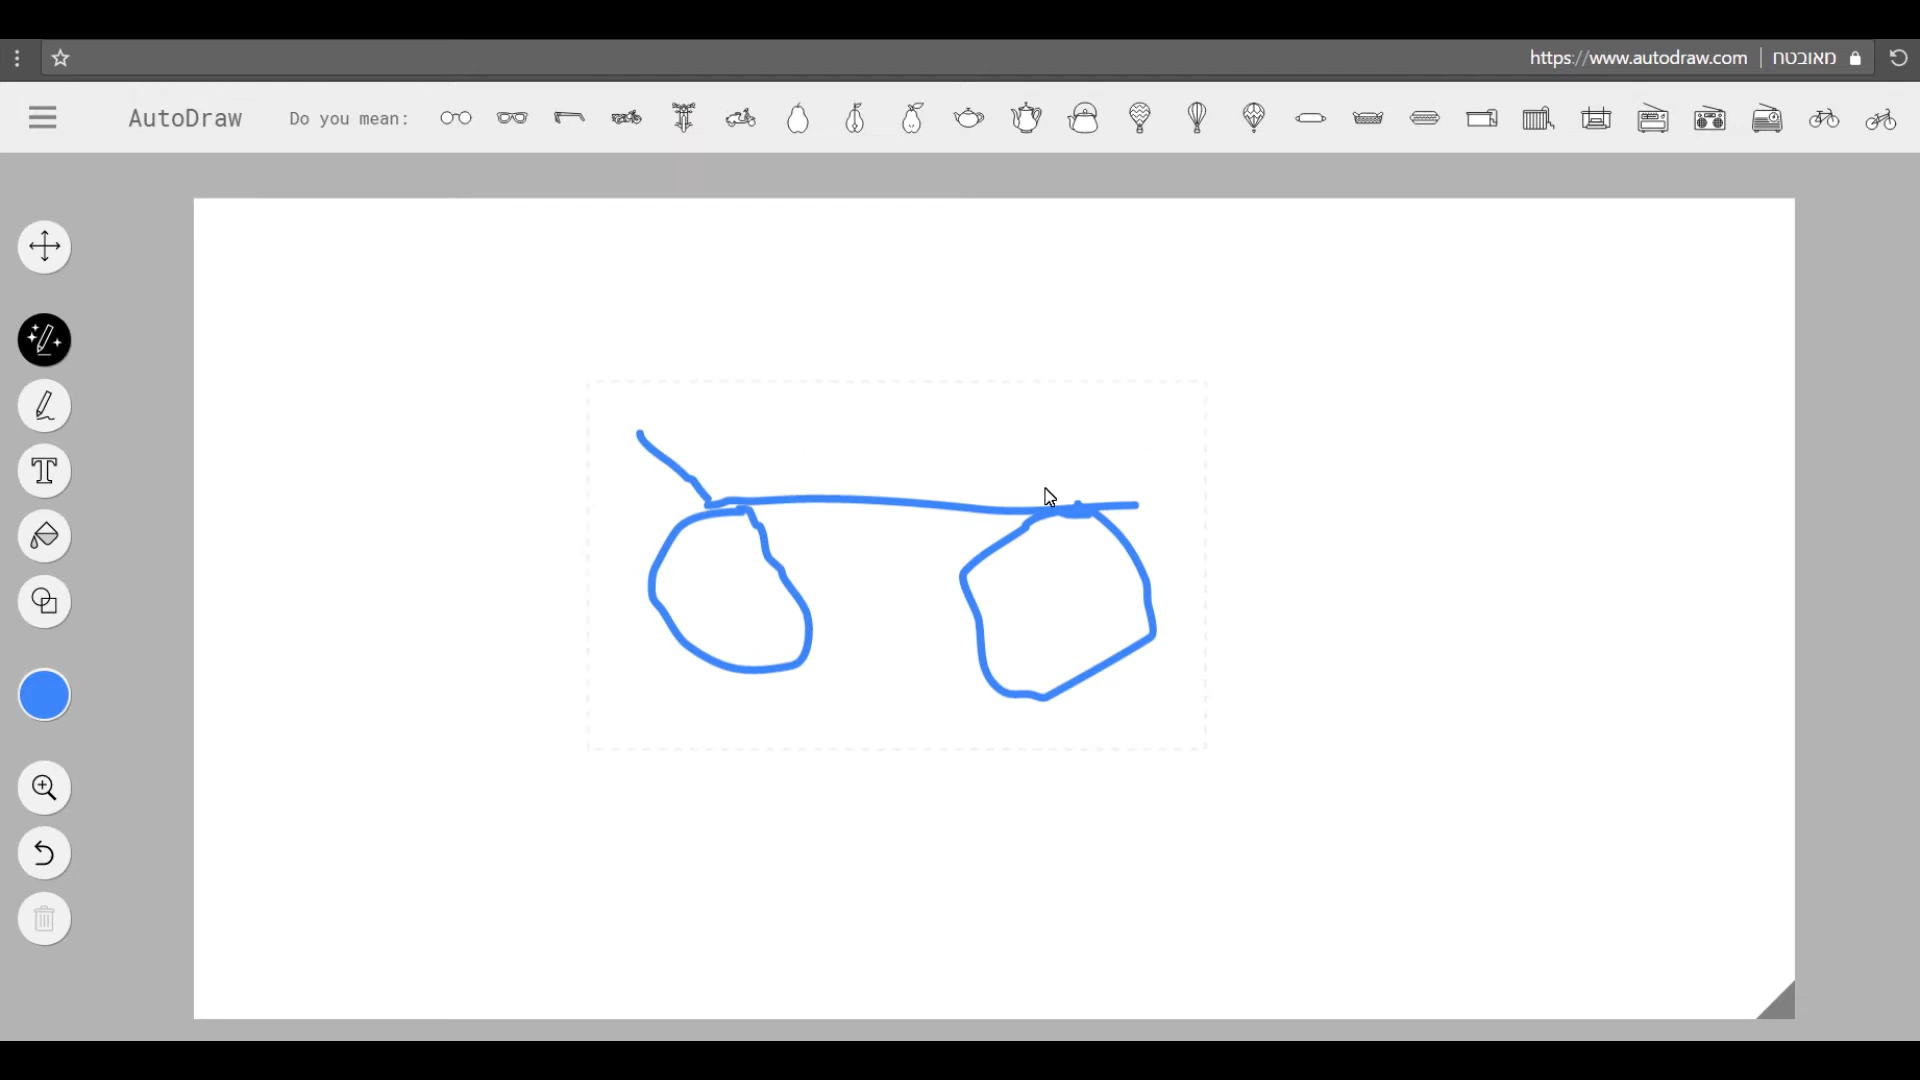 https://www.autodraw.com מאובטח
AutoDraw Do you mean:
T